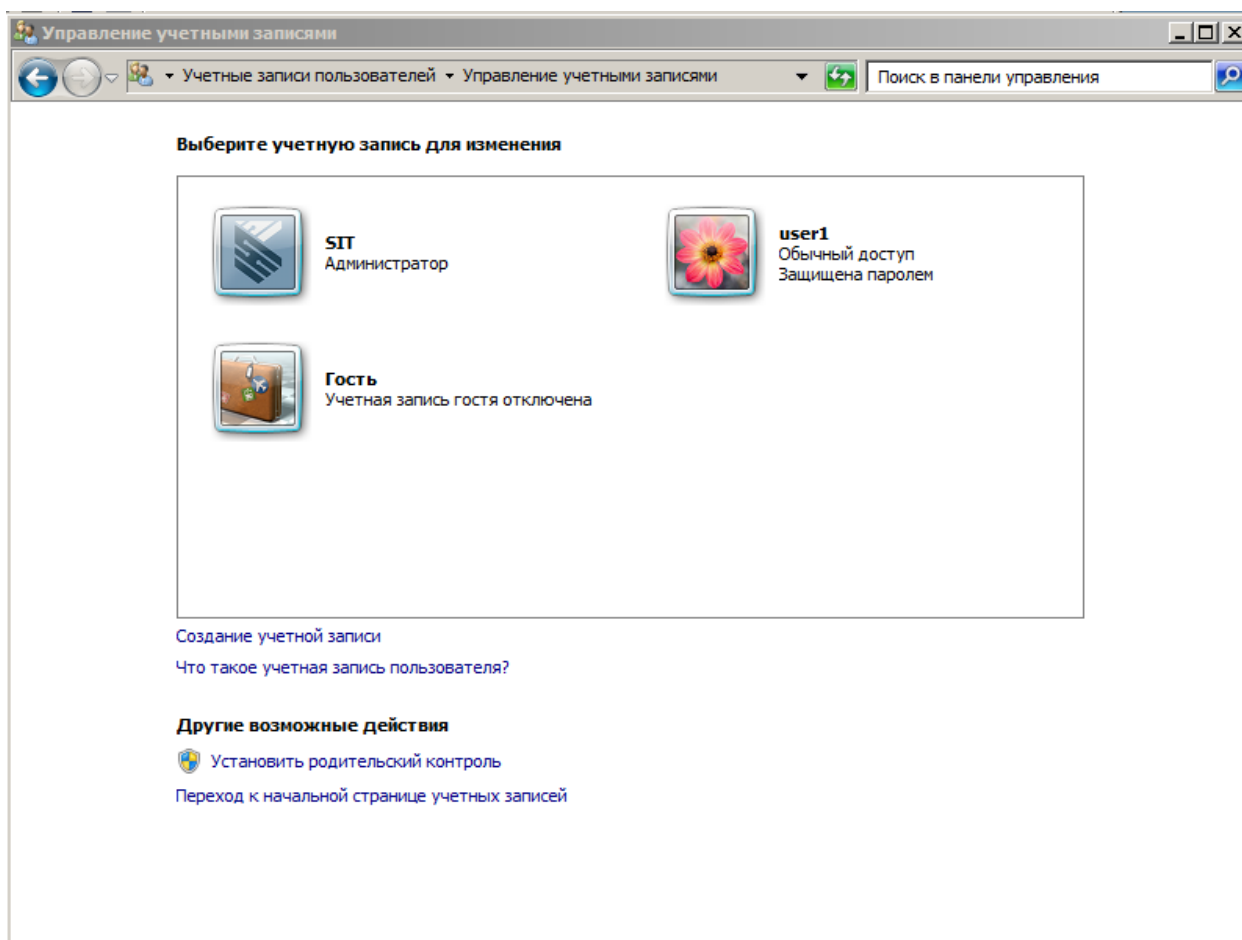 Управление учетными записями
Учетные записи пользователей Управление учетными записями Поиск в панели управления
Выберите учетную запись для изменения
SIT
Администратор
user1
Обычный доступ
Защищена паролем
Гость
Учетная запись гостя отключена
Создание учетной записи
Что такое учетная запись пользователя?
Другие возможные действия
Установить родительский контроль
Переход к начальной странице учетных записей